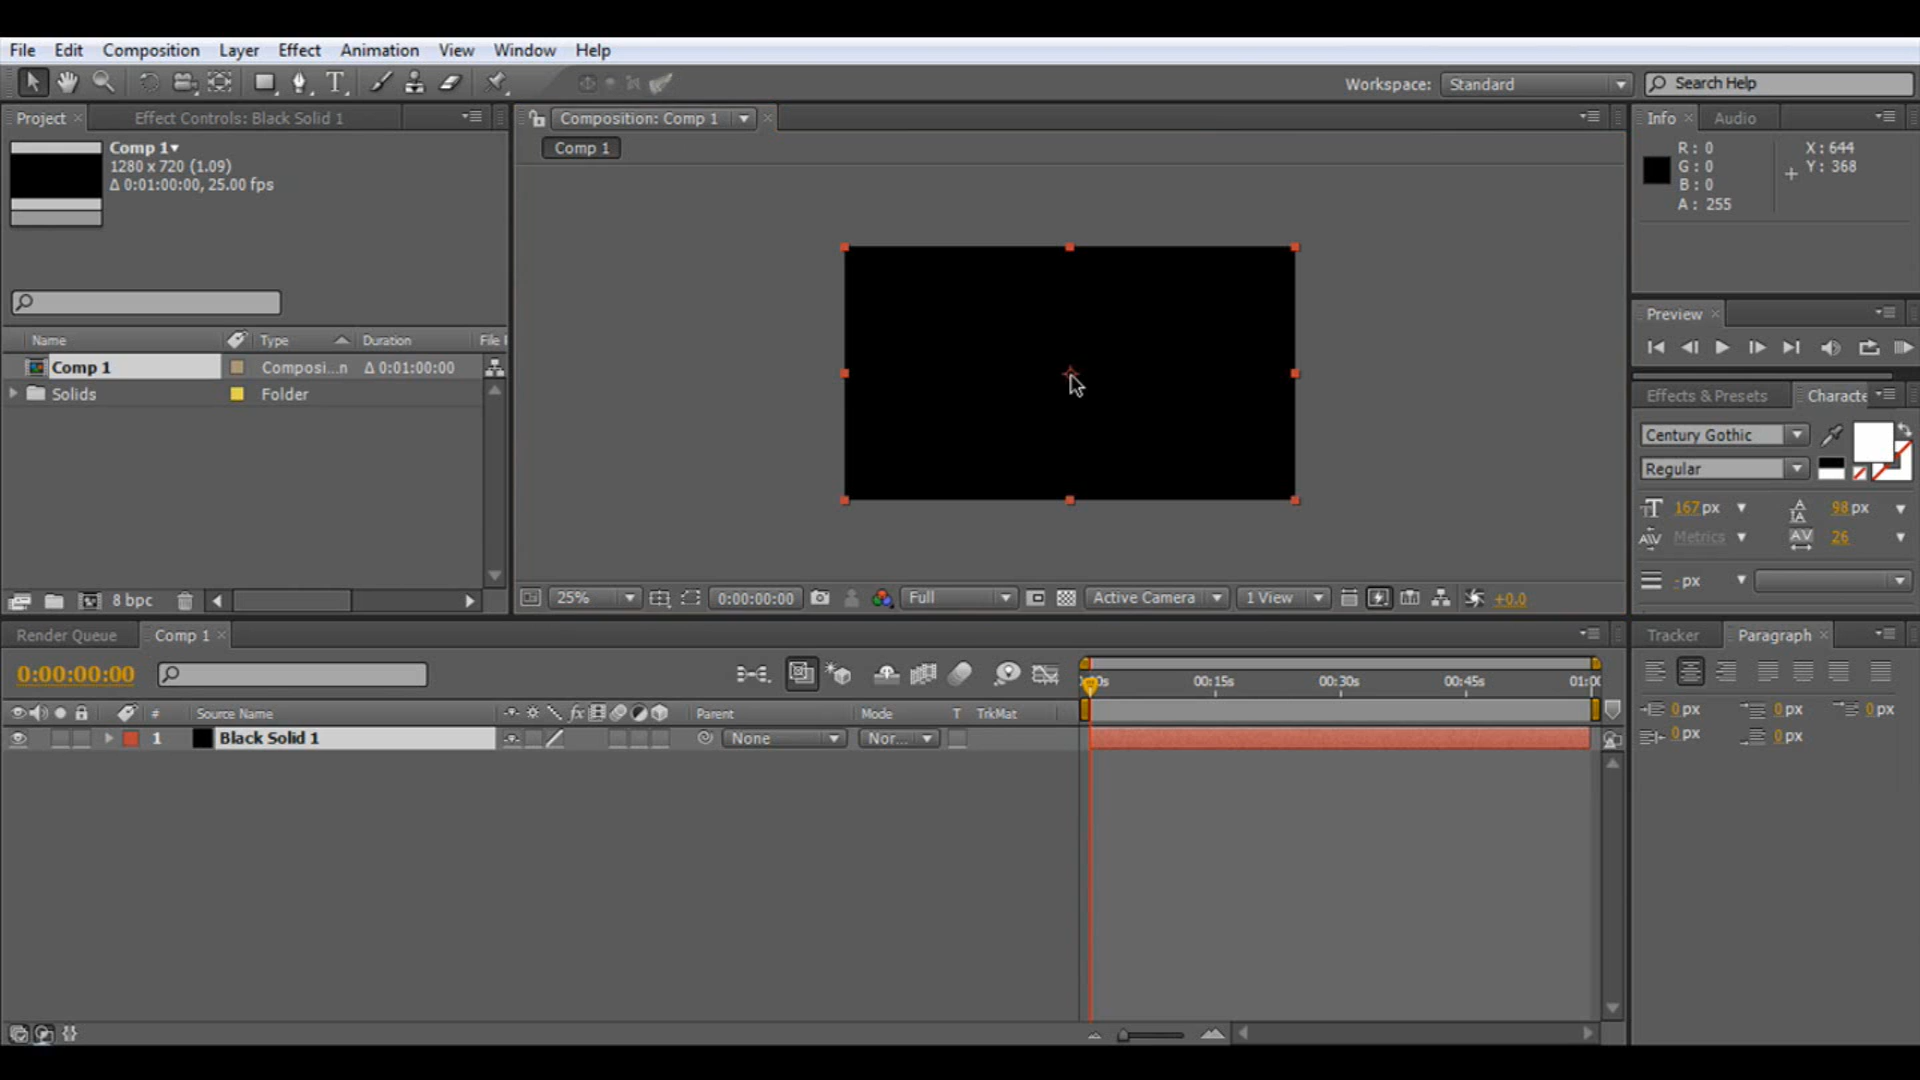 File Edit Composition Layer Effect Animation View Window Help
T Workspace: Standard Search Help
Project Effect Controls: Black Solid 1
Composition: Comp 1
Info Audio
Comp 1
1280 x 720 (1.09)
Δ 0:01:00:00, 25.00 fps
Comp 1
R: 0 X: 644
G: 0 Y: 368
B: 0
A: 255
Preview
Name Type Duration File
Comp 1 Composi...n Δ 0:01:00:00
Solids Folder
Effects & Presets Characte
Century Gothic
Regular
167 px 98 px
Metrics 26
- px
8 bpc
25% 0:00:00:00 Full Active Camera 1 View +0.0
Render Queue Comp 1
Tracker Paragraph
0:00:00:00
00:15s 00:30s 00:45s 01:00
# Source Name Parent Mode T TrkMat
1 Black Solid 1 None Nor...
0 px 0 px 0 px
0 px 0 px